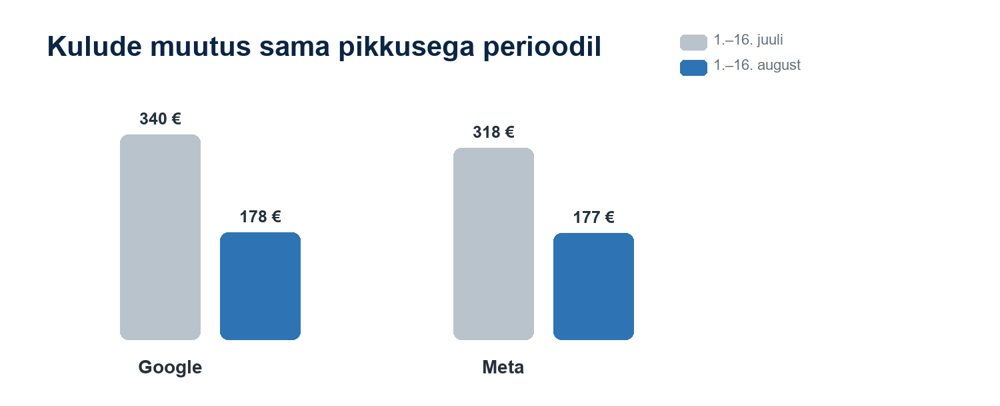 Kulude muutus sama pikkusega perioodil
1.–16. juuli
1.–16. august
340 €
178 €
318 €
177 €
Google
Meta